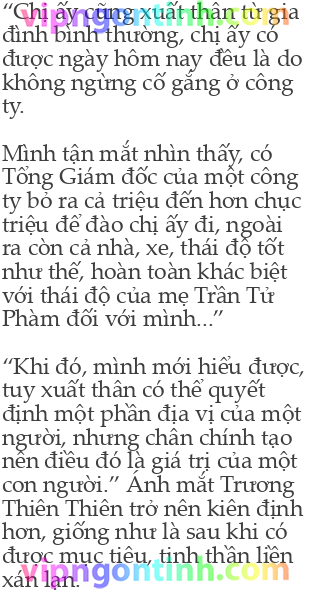 “Chị ấy cũng xuất thân từ gia
đình bình thường, chị ấy có
được ngày hôm nay đều là do
không ngừng cố gắng ở công
ty.
Mình tận mắt nhìn thấy, có
Tổng Giám đốc của một công
ty bỏ ra cả triệu đến hơn chục
triệu để đào chị ấy đi, ngoài
ra còn cả nhà, xe, thái độ tốt
như thế, hoàn toàn khác biệt
với thái độ của mẹ Trần Tử
Phàm đối với mình...”
“Khi đó, mình mới hiểu được,
tuy xuất thân có thể quyết
định một phần địa vị của một
người, nhưng chân chính tạo
nên điều đó là giá trị của một
con người.” Ánh mắt Trương
Thiên Thiên trở nên kiên định
hơn, giống như là sau khi có
được mục tiêu, tinh thần liền
xán lạn.
vipngontinh.com
vipngontinh.com